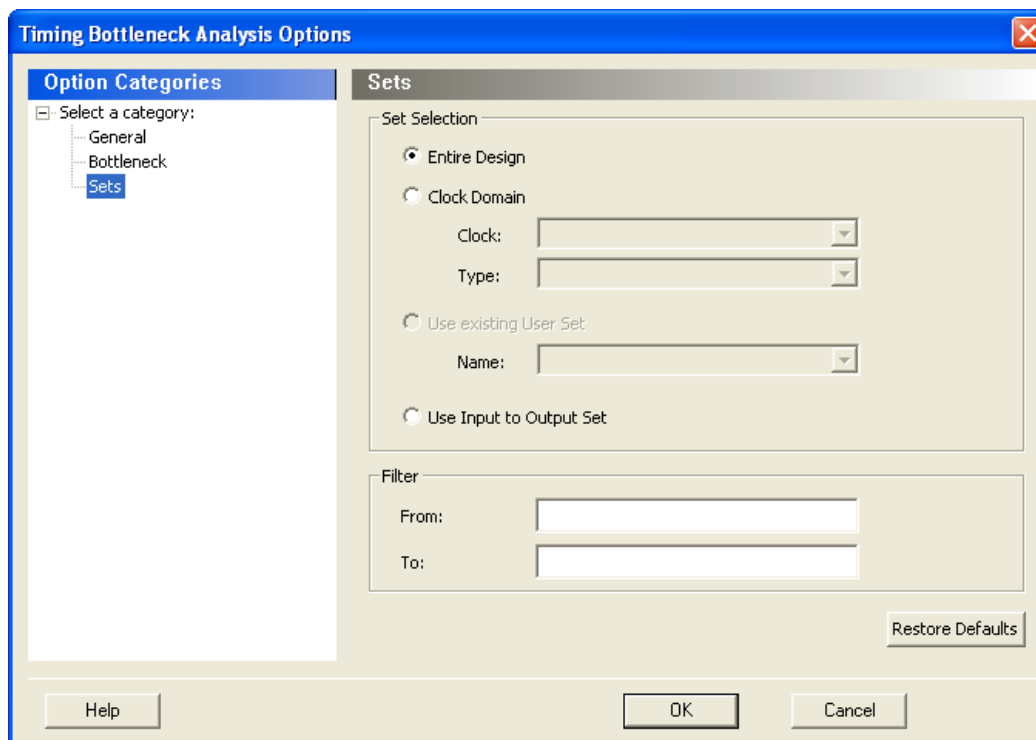 Timing Bottleneck Analysis Options
Option Categories
Select a category:
General
Bottleneck
Sets
Sets
Set Selection
Entire Design
Clock Domain
Clock:
Type:
Use existing User Set
Name:
Use Input to Output Set
Filter
From:
To:
Restore Defaults
Help
OK
Cancel